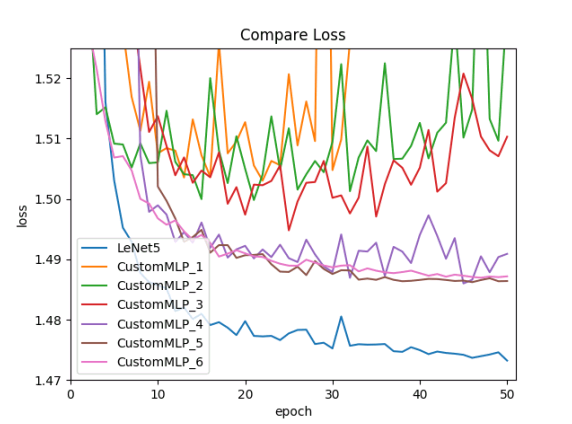 Compare Loss
1.52
1.51
1.50
1.49
1.48
1.47
loss
LeNet5
CustomMLP_1
CustomMLP_2
CustomMLP_3
CustomMLP_4
CustomMLP_5
CustomMLP_6
0 10 20 30 40 50
epoch